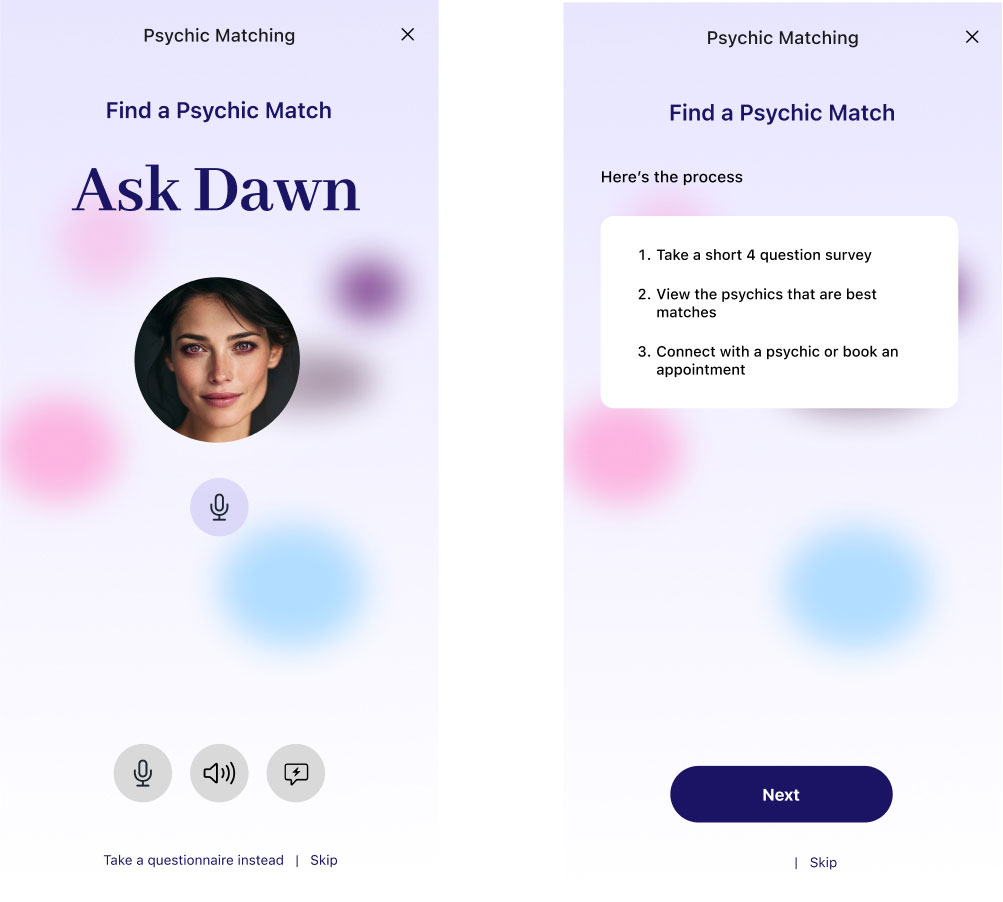 Psychic Matching
Find a Psychic Match
Ask Dawn
Take a questionnaire instead | Skip
Psychic Matching
Find a Psychic Match
Here's the process
1. Take a short 4 question survey
2. View the psychics that are best
matches
3. Connect with a psychic or book an
appointment
Next
| Skip